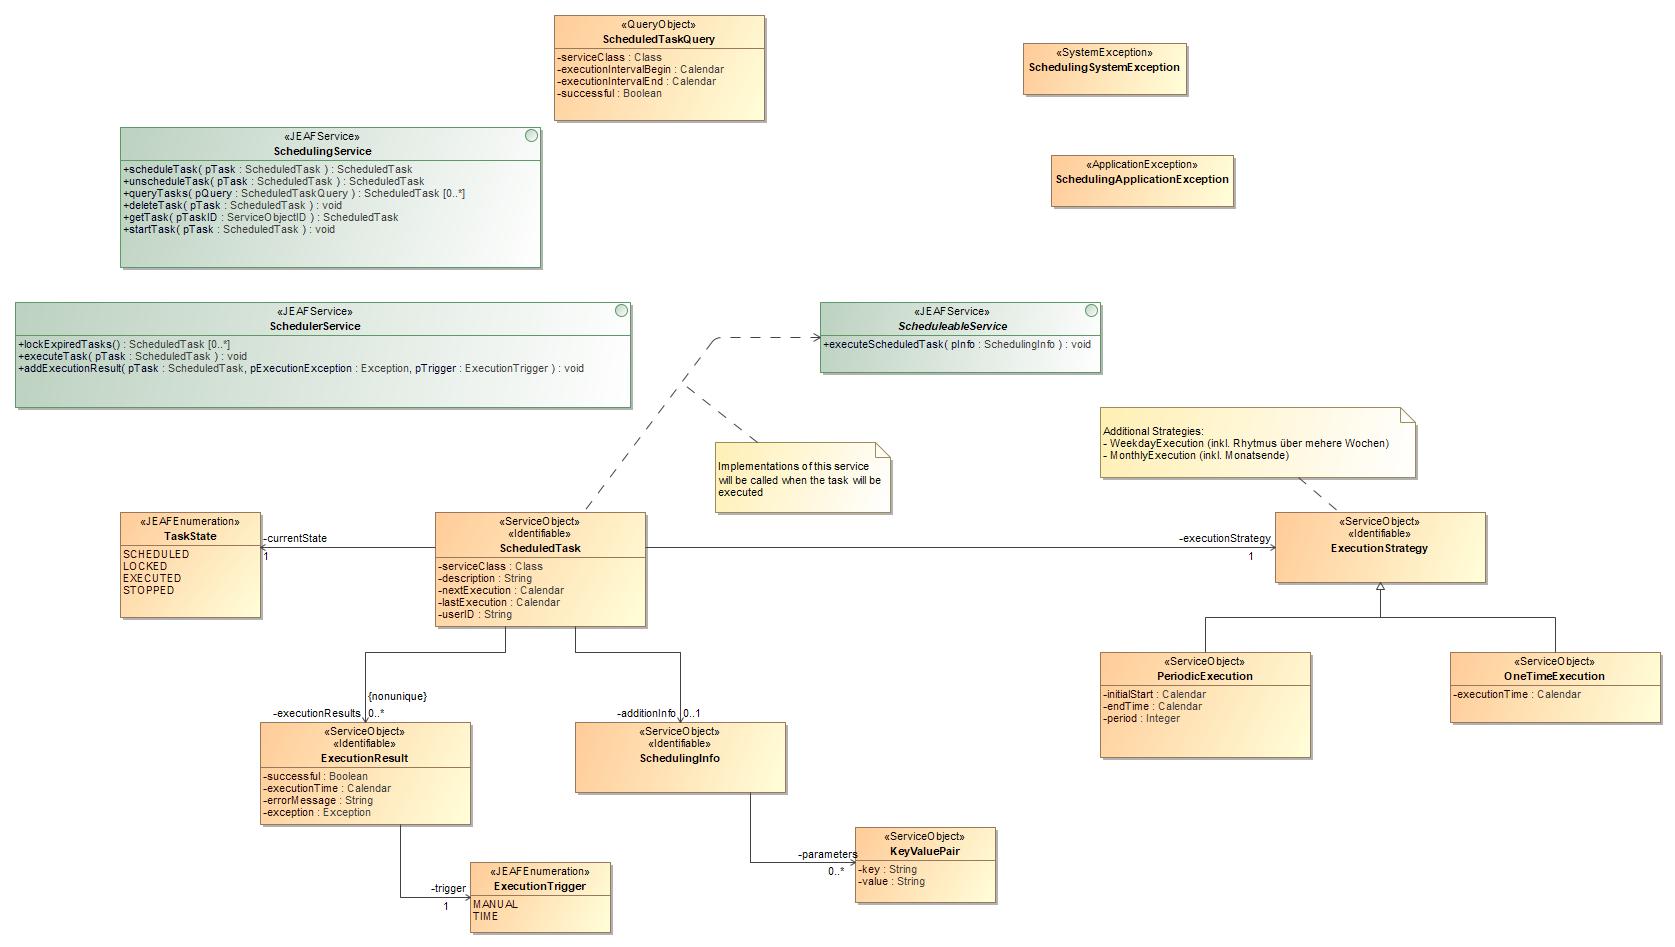 «QueryObject»
ScheduledTaskQuery
-serviceClass : Class
-executionIntervalBegin : Calendar
-executionIntervalEnd : Calendar
-successful : Boolean
«SystemException»
SchedulingSystemException
«JEAFService»
SchedulingService
+scheduleTask( pTask : ScheduledTask ) : ScheduledTask
+unscheduleTask( pTask : ScheduledTask ) : ScheduledTask
+queryTasks( pQuery : ScheduledTaskQuery ) : ScheduledTask [0..*]
+deleteTask( pTask : ScheduledTask ) : void
+getTask( pTaskID : ServiceObjectID ) : ScheduledTask
+startTask( pTask : ScheduledTask ) : void
«ApplicationException»
SchedulingApplicationException
«JEAFService»
SchedulerService
+lockExpiredTasks() : ScheduledTask [0..*]
+executeTask( pTask : ScheduledTask ) : void
+addExecutionResult( pTask : ScheduledTask, pExecutionException : Exception, pTrigger : ExecutionTrigger ) : void
«JEAFService»
ScheduleableService
+executeScheduledTask( pInfo : SchedulingInfo ) : void
Implementations of this service
will be called when the task will be
executed
Additional Strategies:
- WeekdayExecution (inkl. Rhytmus über mehere Wochen)
- MonthlyExecution (inkl. Monatsende)
«JEAFEnumeration»
TaskState
SCHEDULED
LOCKED
EXECUTED
STOPPED
-currentState
1
«ServiceObject»
«Identifiable»
ScheduledTask
-serviceClass : Class
-description : String
-nextExecution : Calendar
-lastExecution : Calendar
-userID : String
-executionStrategy
1
«ServiceObject»
«Identifiable»
ExecutionStrategy
«ServiceObject»
PeriodicExecution
-initialStart : Calendar
-endTime : Calendar
-period : Integer
«ServiceObject»
OneTimeExecution
-executionTime : Calendar
{nonunique}
-executionResults 0..*
-additionInfo 0..1
«ServiceObject»
«Identifiable»
ExecutionResult
-successful : Boolean
-executionTime : Calendar
-errorMessage : String
-exception : Exception
«ServiceObject»
«Identifiable»
SchedulingInfo
-parameters
0..*
«ServiceObject»
KeyValuePair
-key : String
-value : String
-trigger
1
«JEAFEnumeration»
ExecutionTrigger
MANUAL
TIME